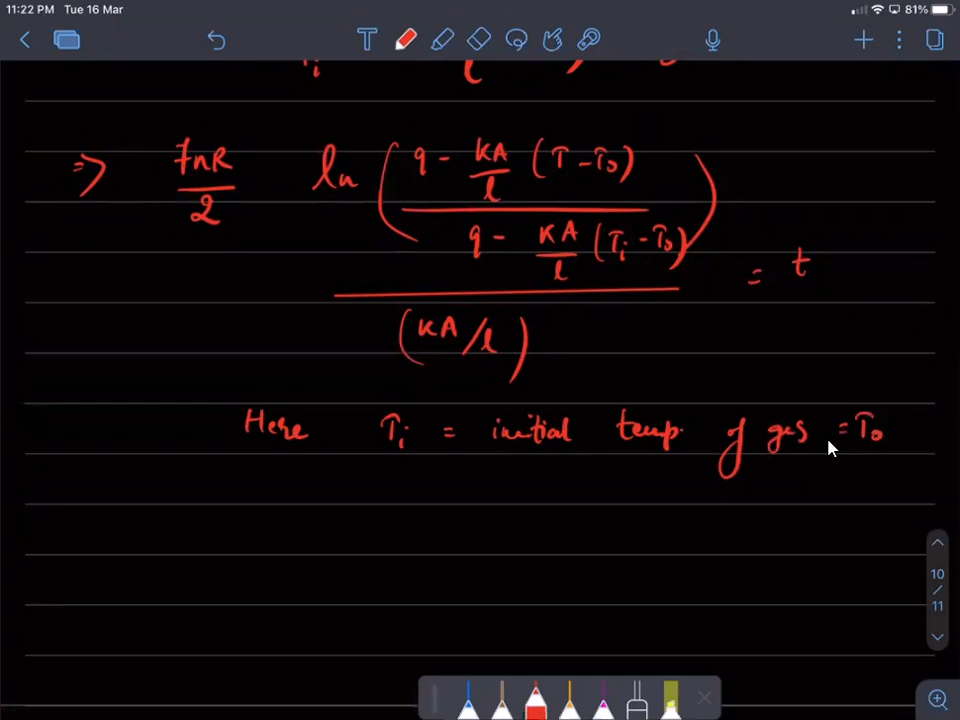 11:22 PM Tue 16 Mar 81%
⇒ 7nR/2 ln ( (q - KA/l (T - T₀)) / (q - KA/l (Tᵢ - T₀)) ) / (KA/l) = t
Here Tᵢ = initial temp. of gas = T₀
10
/
11